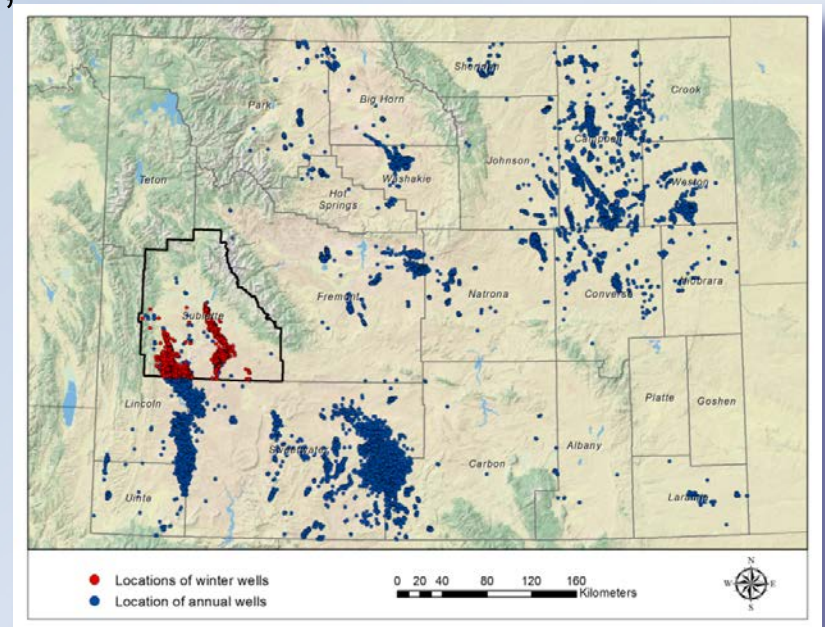 Sheridan
Crook
Park
Big Horn
Campbell
Johnson
Teton
Washakie
Weston
Hot
Springs
Fremont
Natrona
Converse
Niobrara
Sublette
Lincoln
Platte
Goshen
Sweetwater
Carbon
Albany
Uinta
Laramie
Locations of winter wells
Location of annual wells
0 20 40 80 120 160
Kilometers
N
W
E
S